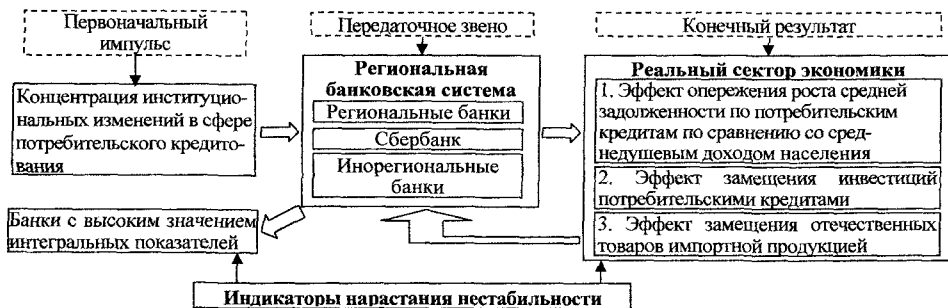 Первоначальный
импульс
Передаточное звено
Конечный результат
Концентрация институцио-
нальных изменений в сфере
потребительского кредито-
вания
Региональная
банковская система
Региональные банки
Сбербанк
Инорегиональные
банки
Реальный сектор экономики
1. Эффект опережения роста средней
задолженности по потребительским
кредитам по сравнению со сред-
недушевым доходом населения
2. Эффект замещения инвестиций
потребительскими кредитами
3. Эффект замещения отечественных
товаров импортной продукцией
Банки с высоким значением
интегральных показателей
Индикаторы нарастания нестабильности